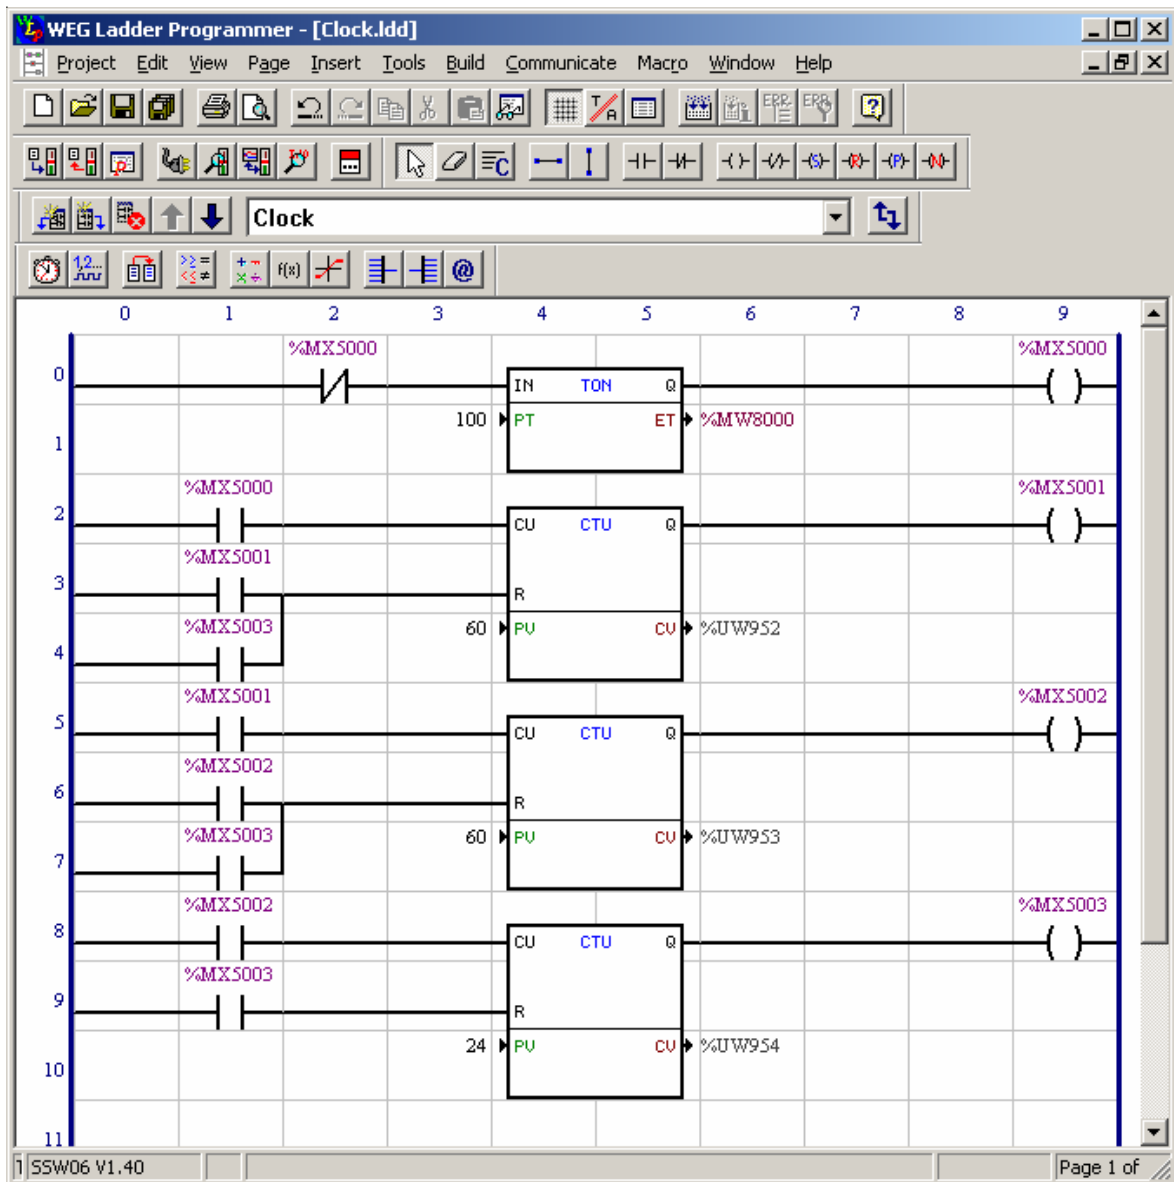 WEG Ladder Programmer - [Clock.ldd]
Project Edit View Page Insert Tools Build Communicate Macro Window Help
Clock
0 1 2 3 4 5 6 7 8 9
%MX5000 %MX5000
0 IN TON Q
100 PT ET %MW8000
1
%MX5000 %MX5001
2 CU CTU Q
%MX5001
3 R
%MX5003 60 PV CV %UW952
4
%MX5001 %MX5002
5 CU CTU Q
%MX5002
6 R
%MX5003 60 PV CV %UW953
7
%MX5002 %MX5003
8 CU CTU Q
%MX5003
9 R
24 PV CV %UW954
10
11
SSW06 V1.40 Page 1 of